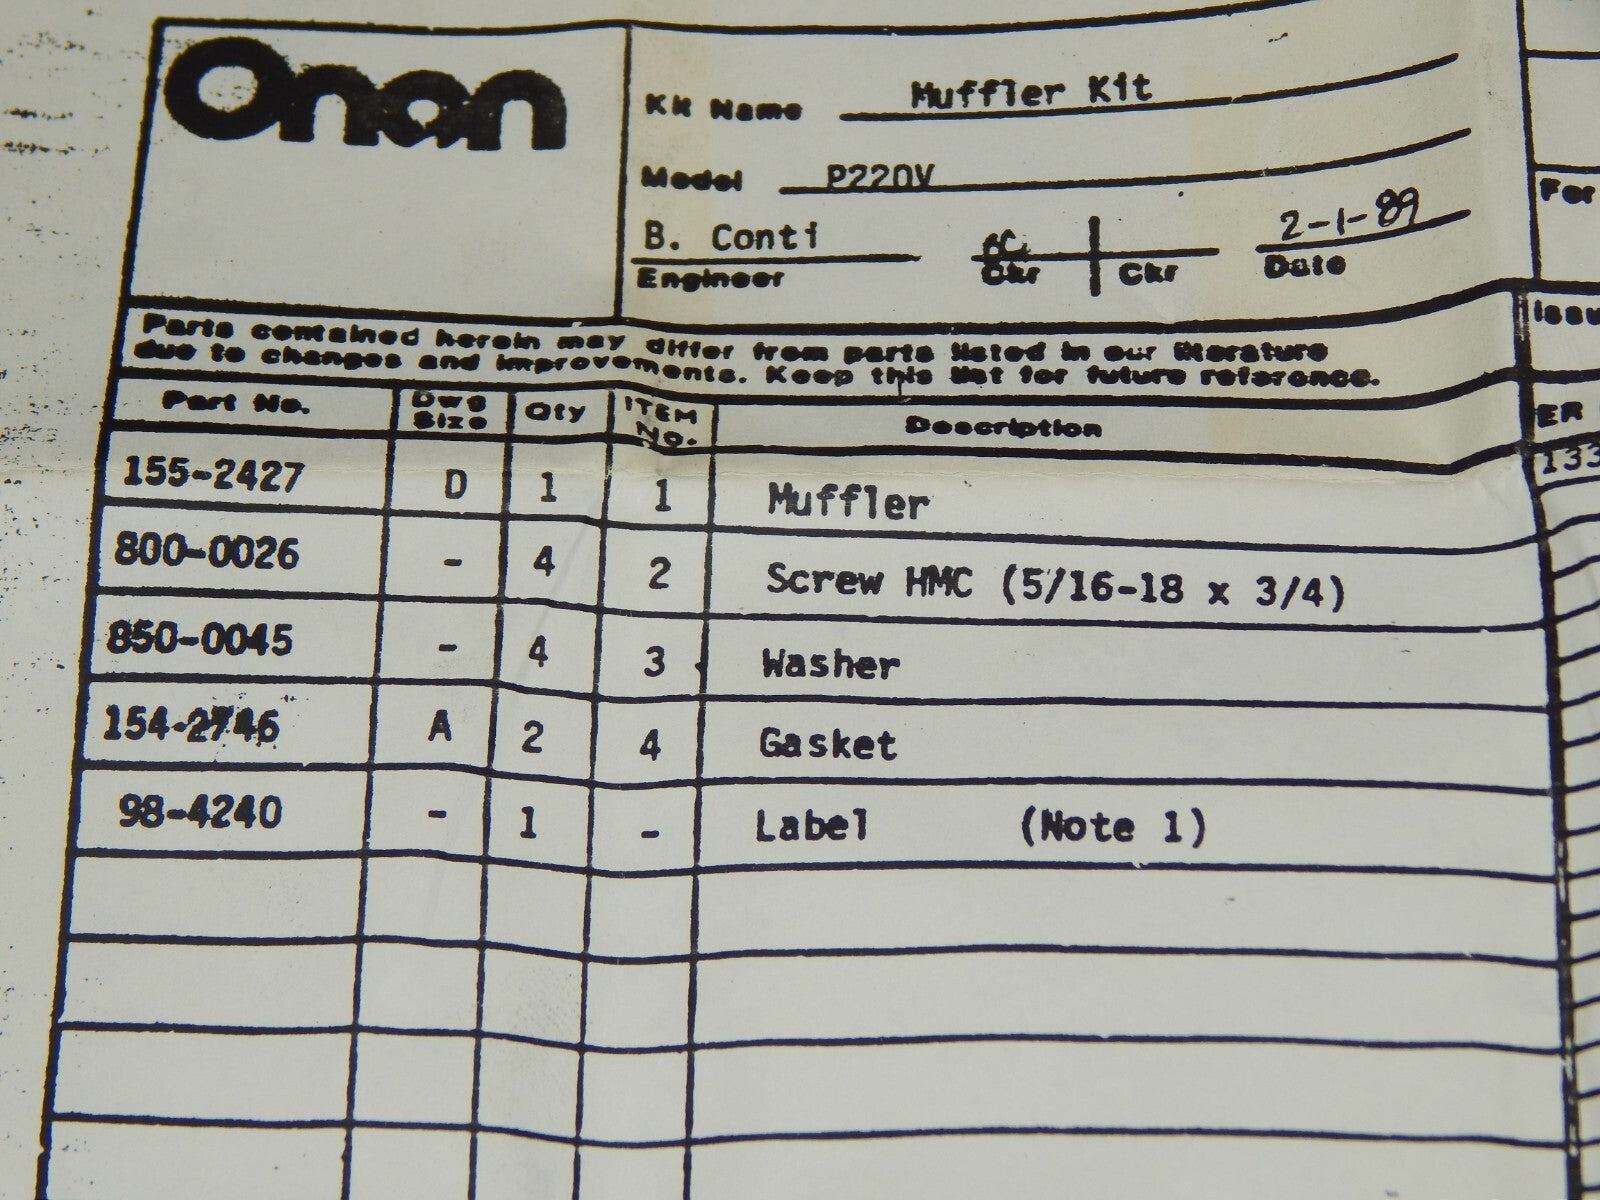 Onan
Kit Name Muffler Kit
Model P220V
B. Conti 2-1-89
Engineer Ckr Ckr Date
For
Parts contained herein may differ from parts listed in our literature
due to changes and improvements. Keep this list for future reference.
Part No. Dwg Size Qty ITEM No. Description
ER
155-2427 D 1 1 Muffler
133
800-0026 - 4 2 Screw HMC (5/16-18 x 3/4)
850-0045 - 4 3 Washer
154-2746 A 2 4 Gasket
98-4240 - 1 - Label (Note 1)